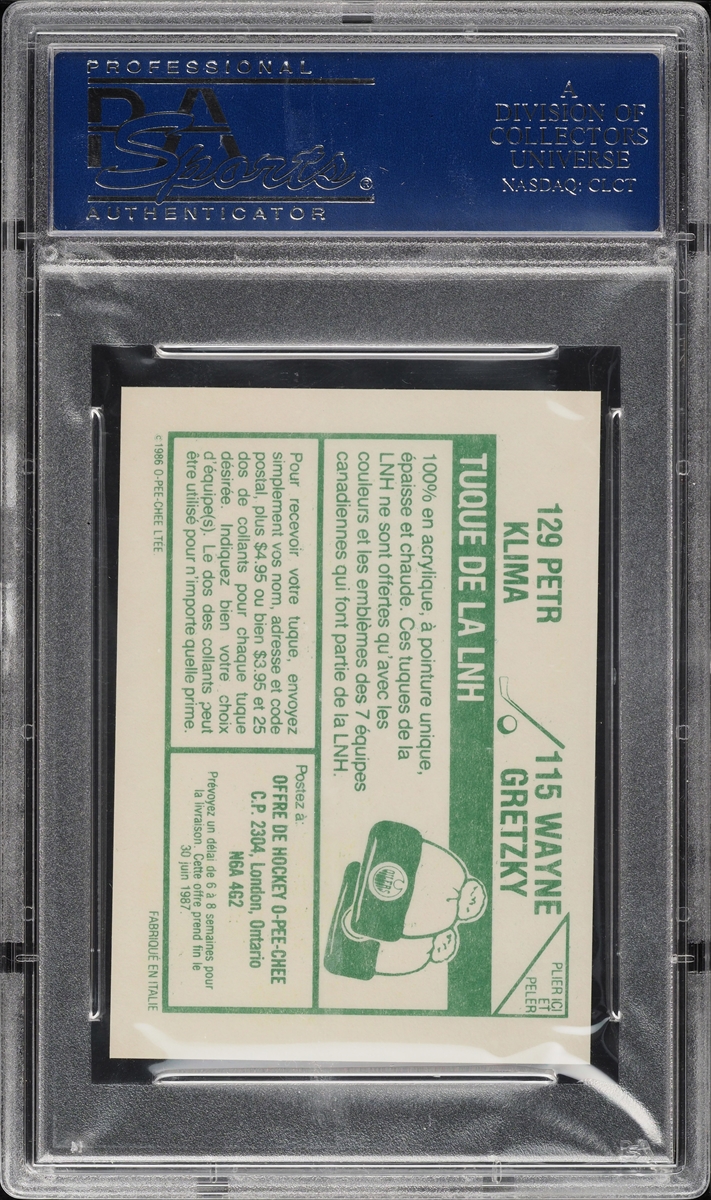 PROFESSIONAL
PSA
Sports®
AUTHENTICATOR
A
DIVISION OF
COLLECTORS
UNIVERSE
NASDAQ: CLCT
129 PETR
KLIMA
115 WAYNE
GRETZKY
PLIER ICI
ET
PELER
TUQUE DE LA LNH
100% en acrylique, à pointure unique,
épaisse et chaude. Ces tuques de la
LNH ne sont offertes qu'avec les
couleurs et les emblèmes des 7 équipes
canadiennes qui font partie de la LNH.
Pour recevoir votre tuque, envoyez
simplement vos nom, adresse et code
postal, plus $4.95 ou bien $3.95 et 25
dos de collants pour chaque tuque
désirée. Indiquez bien votre choix
d'équipe(s). Le dos des collants peut
être utilisé pour n'importe quelle prime.
Postez à:
OFFRE DE HOCKEY O-PEE-CHEE
C.P. 2304, London, Ontario
N6A 4G2
Prévoyez un délai de 6 à 8 semaines pour
la livraison. Cette offre prend fin le
30 juin 1987.
c 1986 O-PEE-CHEE LTÉE
FABRIQUÉ EN ITALIE